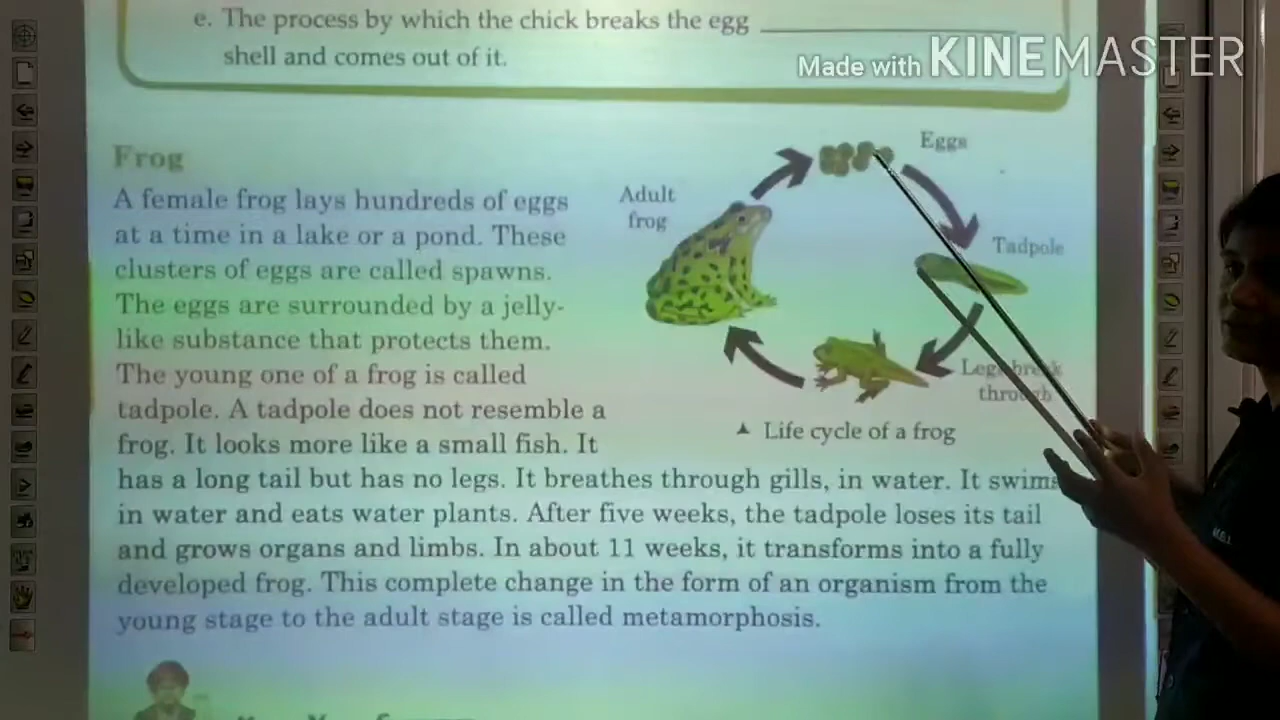 e. The process by which the chick breaks the egg
shell and comes out of it.
Made with KINEMASTER
Frog
A female frog lays hundreds of eggs
at a time in a lake or a pond. These
clusters of eggs are called spawns.
The eggs are surrounded by a jelly-
like substance that protects them.
The young one of a frog is called
tadpole. A tadpole does not resemble a
frog. It looks more like a small fish. It
has a long tail but has no legs. It breathes through gills, in water. It swims
in water and eats water plants. After five weeks, the tadpole loses its tail
and grows organs and limbs. In about 11 weeks, it transforms into a fully
developed frog. This complete change in the form of an organism from the
young stage to the adult stage is called metamorphosis.
Eggs
Adult
frog
Tadpole
Legs break
through
▲ Life cycle of a frog